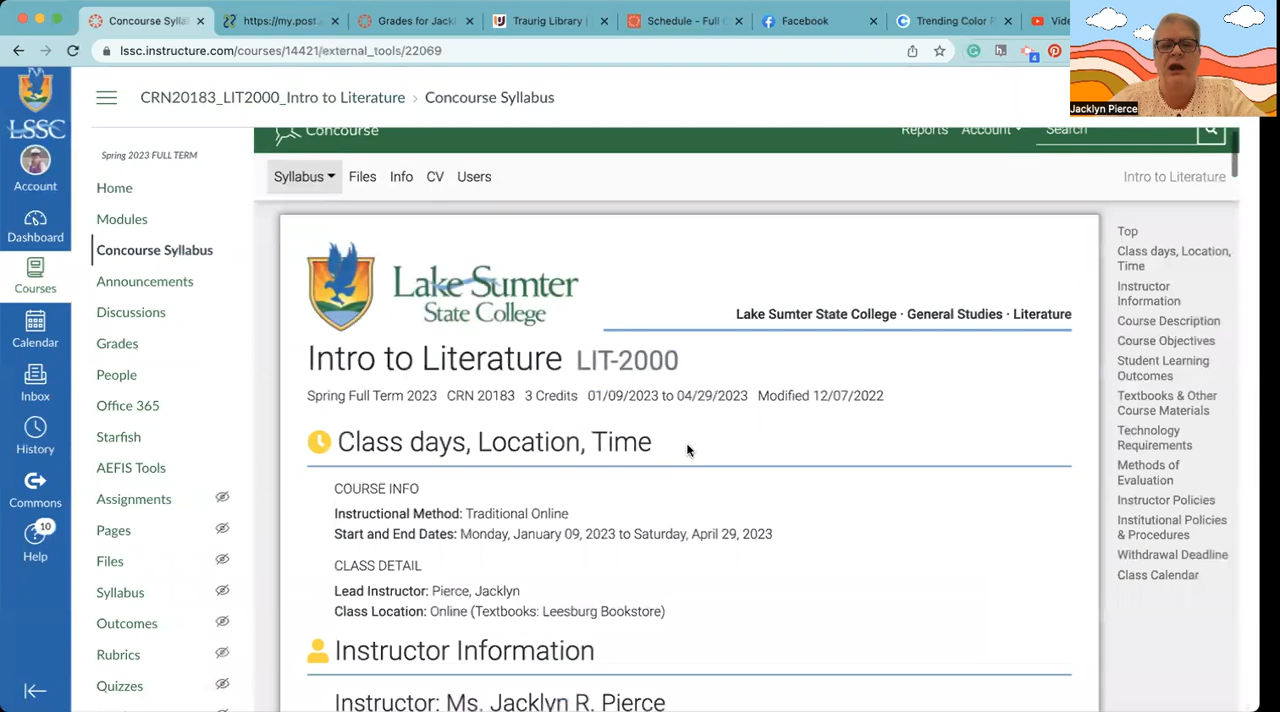 Concourse Sylla
https://my.post.
Grades for Jackl
Traurig Library
Schedule - Full
Facebook
Trending Color P
Vide
lssc.instructure.com/courses/14421/external_tools/22069
4
Jacklyn Pierce
LSSC
Account
Dashboard
Courses
Calendar
Inbox
History
Commons
10
Help
CRN20183_LIT2000_Intro to Literature › Concourse Syllabus
Spring 2023 FULL TERM
Home
Modules
Concourse Syllabus
Announcements
Discussions
Grades
People
Office 365
Starfish
AEFIS Tools
Assignments
Pages
Files
Syllabus
Outcomes
Rubrics
Quizzes
Concourse
Reports Account Search
Syllabus Files Info CV Users
Intro to Literature
Lake Sumter
State College
Lake Sumter State College · General Studies · Literature
Intro to Literature LIT-2000
Spring Full Term 2023 CRN 20183 3 Credits 01/09/2023 to 04/29/2023 Modified 12/07/2022
Class days, Location, Time
COURSE INFO
Instructional Method: Traditional Online
Start and End Dates: Monday, January 09, 2023 to Saturday, April 29, 2023
CLASS DETAIL
Lead Instructor: Pierce, Jacklyn
Class Location: Online (Textbooks: Leesburg Bookstore)
Instructor Information
Instructor: Ms. Jacklyn R. Pierce
Top
Class days, Location,
Time
Instructor
Information
Course Description
Course Objectives
Student Learning
Outcomes
Textbooks & Other
Course Materials
Technology
Requirements
Methods of
Evaluation
Instructor Policies
Institutional Policies
& Procedures
Withdrawal Deadline
Class Calendar